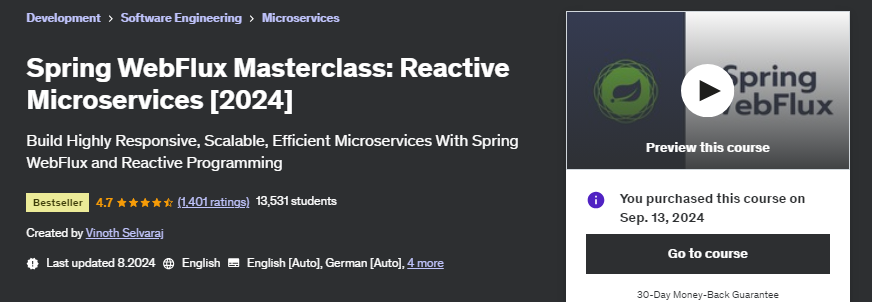 Development > Software Engineering > Microservices
Spring WebFlux Masterclass: Reactive
Microservices [2024]
Build Highly Responsive, Scalable, Efficient Microservices With Spring
WebFlux and Reactive Programming
Bestseller 4.7 (1,401 ratings) 13,531 students
Created by Vinoth Selvaraj
Last updated 8.2024 English English [Auto], German [Auto], 4 more
Spring
WebFlux
Preview this course
You purchased this course on
Sep. 13, 2024
Go to course
30-Day Money-Back Guarantee